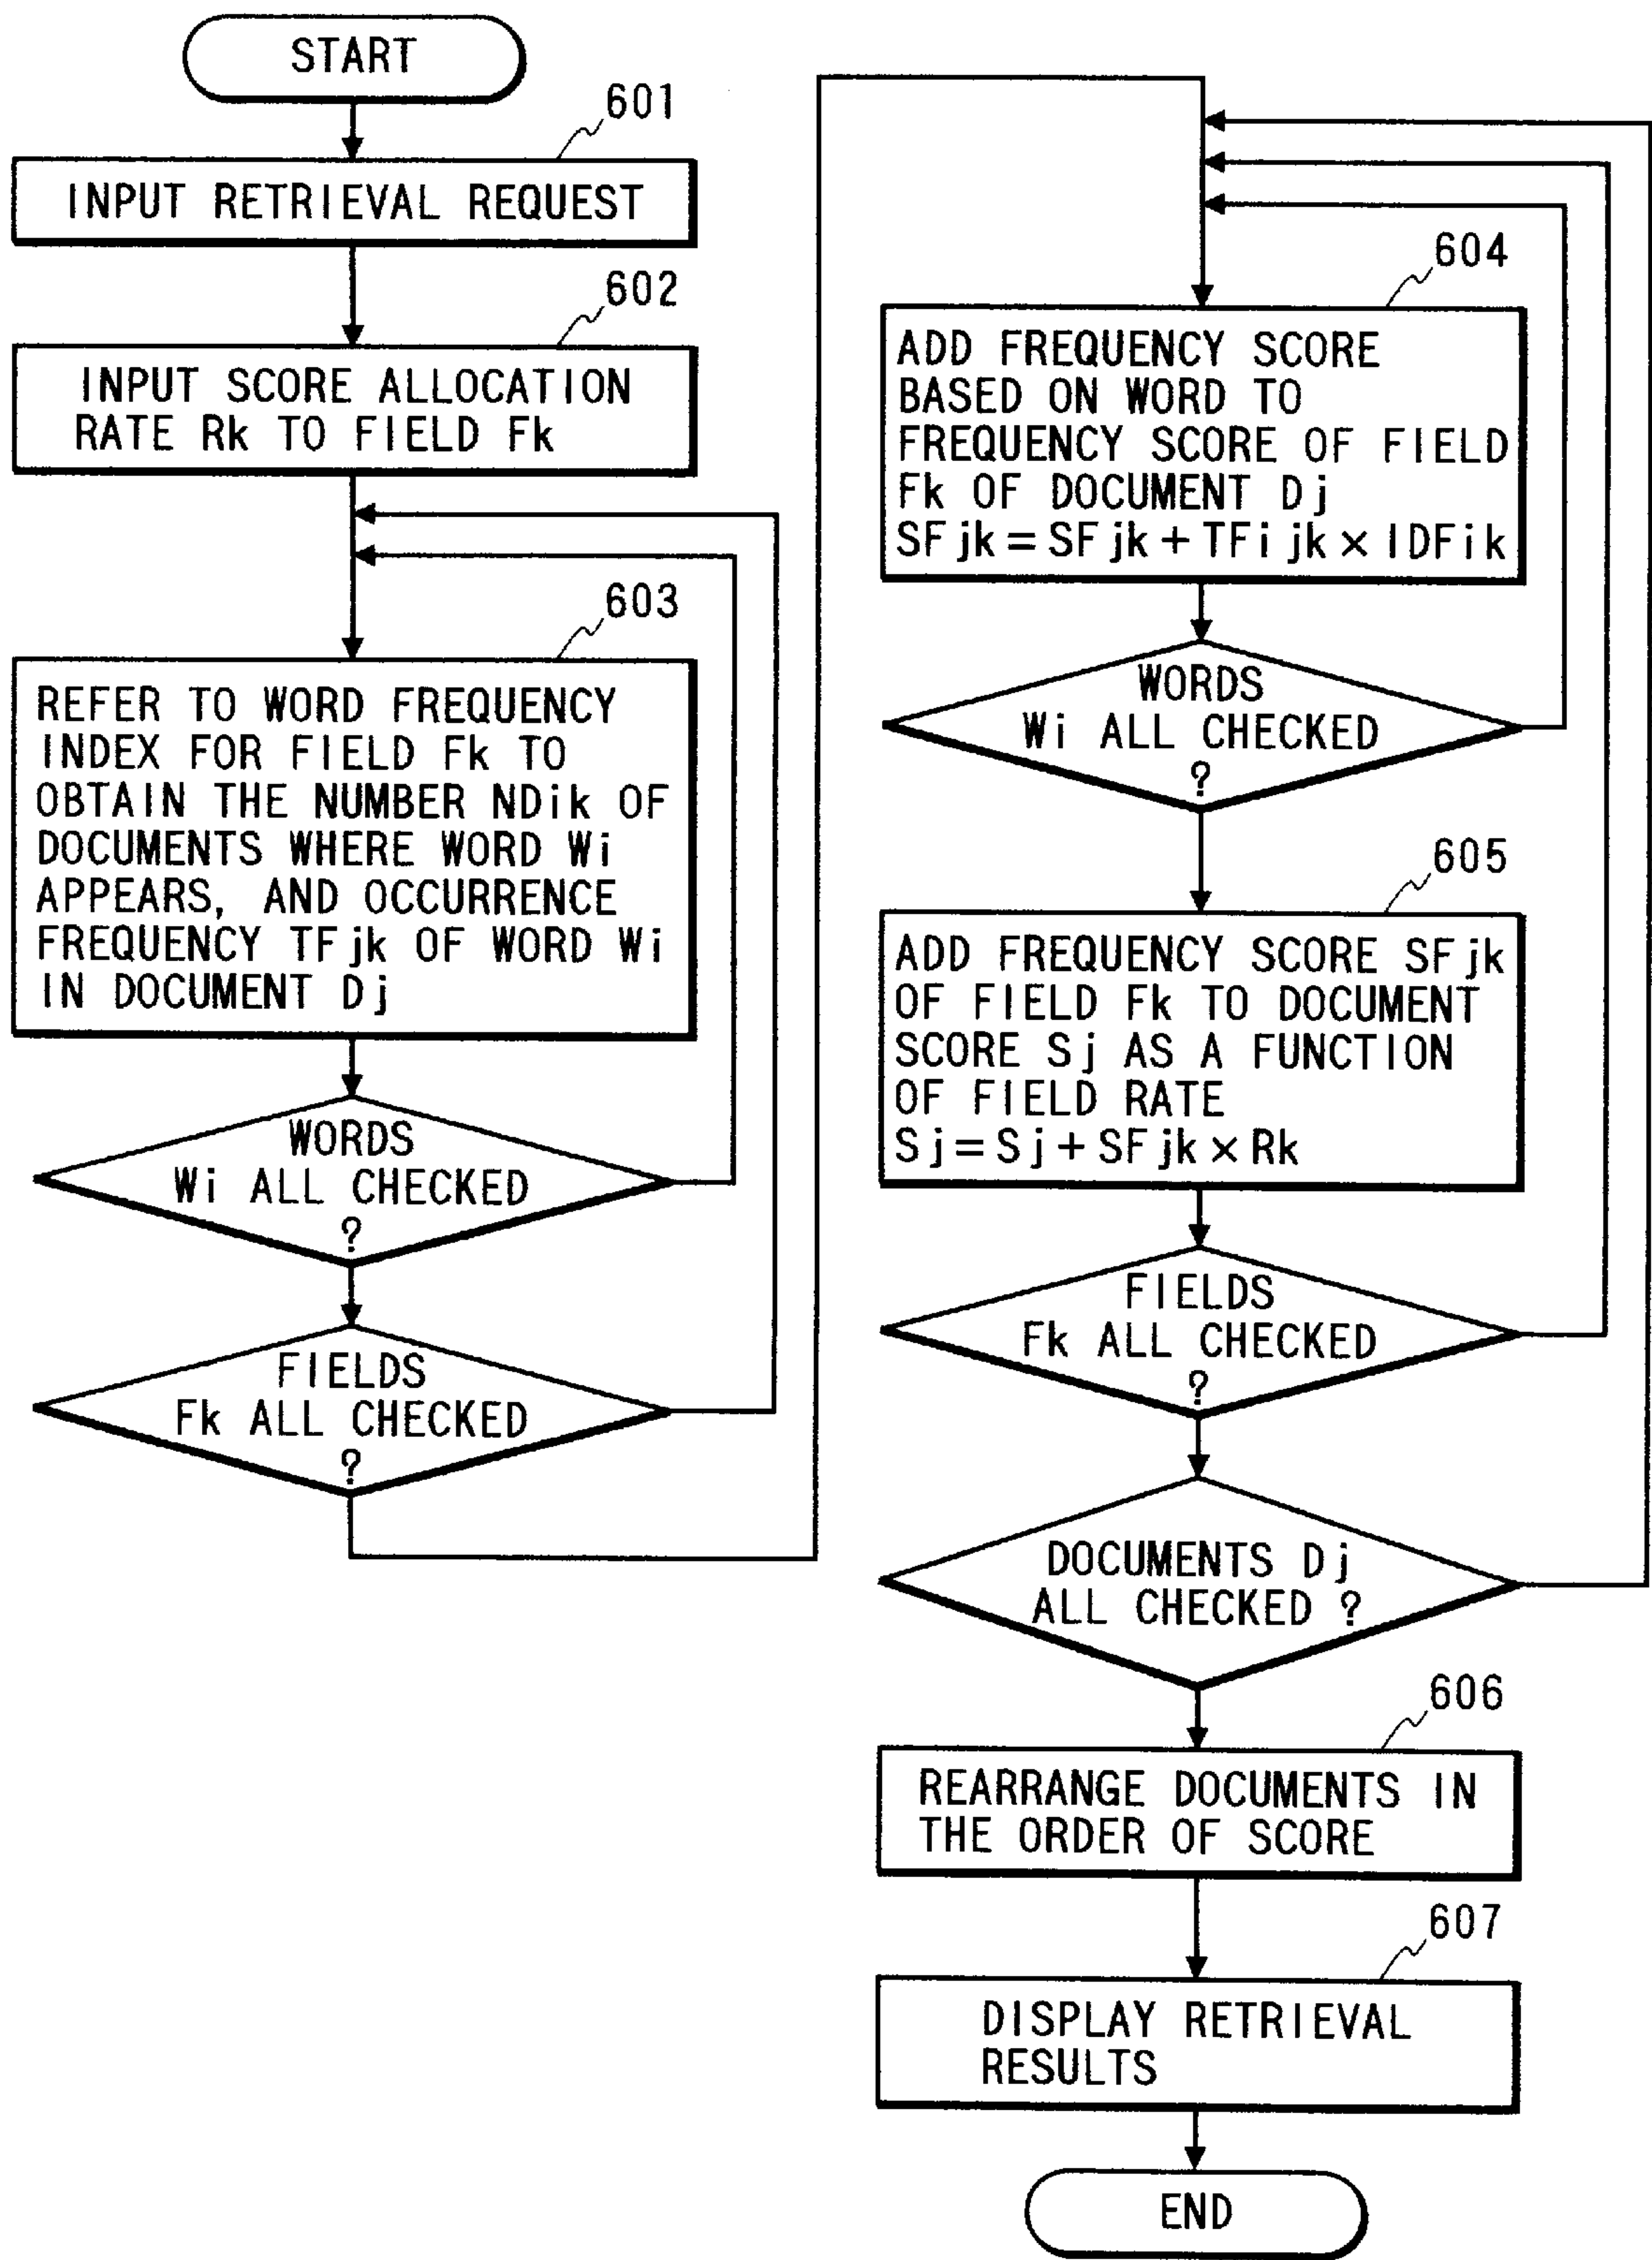 START
601
INPUT RETRIEVAL REQUEST
602
INPUT SCORE ALLOCATION
RATE Rk TO FIELD Fk
603
REFER TO WORD FREQUENCY
INDEX FOR FIELD Fk TO
OBTAIN THE NUMBER NDik OF
DOCUMENTS WHERE WORD Wi
APPEARS, AND OCCURRENCE
FREQUENCY TFjk OF WORD Wi
IN DOCUMENT Dj
WORDS
Wi ALL CHECKED
?
FIELDS
Fk ALL CHECKED
?
604
ADD FREQUENCY SCORE
BASED ON WORD TO
FREQUENCY SCORE OF FIELD
Fk OF DOCUMENT Dj
SFjk=SFjk+TFijk×IDFik
WORDS
Wi ALL CHECKED
?
605
ADD FREQUENCY SCORE SFjk
OF FIELD Fk TO DOCUMENT
SCORE Sj AS A FUNCTION
OF FIELD RATE
Sj=Sj+SFjk×Rk
FIELDS
Fk ALL CHECKED
?
DOCUMENTS Dj
ALL CHECKED ?
606
REARRANGE DOCUMENTS IN
THE ORDER OF SCORE
607
DISPLAY RETRIEVAL
RESULTS
END